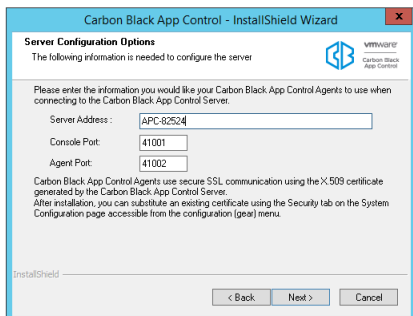 Carbon Black App Control - InstallShield Wizard
x
Server Configuration Options
The following information is needed to configure the server
vmware
Carbon Black
App Control
Please enter the information you would like your Carbon Black App Control Agents to use when
connecting to the Carbon Black App Control Server.
Server Address :
APC-82524
Console Port:
41001
Agent Port:
41002
Carbon Black App Control Agents use secure SSL communication using the X.509 certificate
generated by the Carbon Black App Control Server.
After installation, you can substitute an existing certificate using the Security tab on the System
Configuration page accessible from the configuration (gear) menu.
InstallShield
< Back
Next >
Cancel